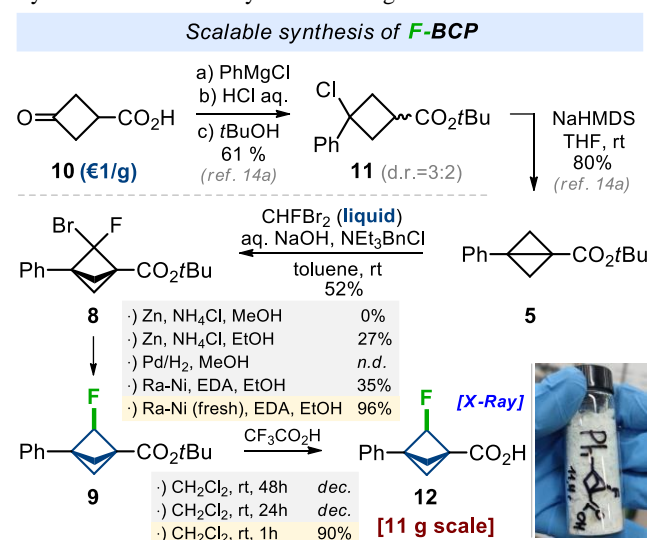 Scalable synthesis of F-BCP
a) PhMgCl
b) HCl aq.
c) tBuOH
61 %
(ref. 14a)
O
CO2H
10 (€1/g)
Cl
Ph
CO2tBu
11 (d.r.=3:2)
NaHMDS
THF, rt
80%
(ref. 14a)
Br
F
Ph
CO2tBu
8
CHFBr2 (liquid)
aq. NaOH, NEt3BnCl
toluene, rt
52%
Ph
CO2tBu
5
·) Zn, NH4Cl, MeOH 0%
·) Zn, NH4Cl, EtOH 27%
·) Pd/H2, MeOH n.d.
·) Ra-Ni, EDA, EtOH 35%
·) Ra-Ni (fresh), EDA, EtOH 96%
F
Ph
CO2tBu
9
CF3CO2H
·) CH2Cl2, rt, 48h dec.
·) CH2Cl2, rt, 24h dec.
·) CH2Cl2, rt, 1h 90%
F
[X-Ray]
Ph
CO2H
12
[11 g scale]
Ph
F